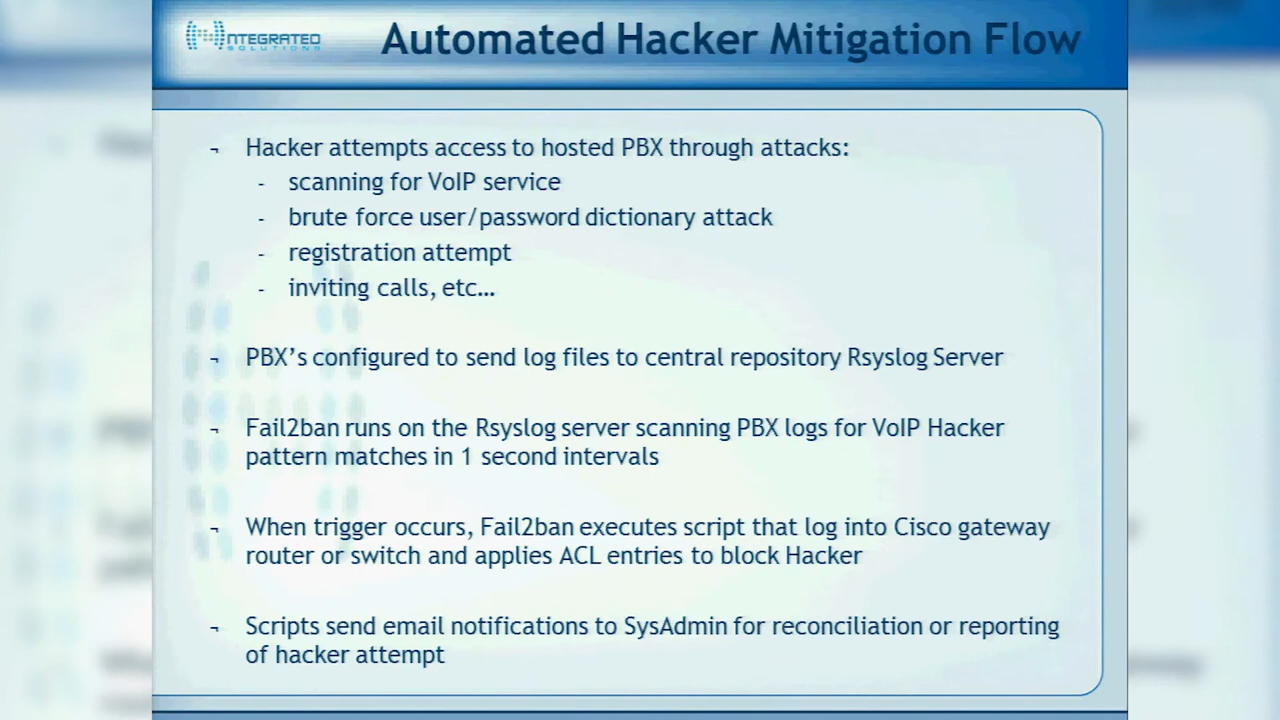 NTEGRATED
SOLUTIONS
Automated Hacker Mitigation Flow
¬ Hacker attempts access to hosted PBX through attacks:
- scanning for VoIP service
- brute force user/password dictionary attack
- registration attempt
- inviting calls, etc…
¬ PBX’s configured to send log files to central repository Rsyslog Server
¬ Fail2ban runs on the Rsyslog server scanning PBX logs for VoIP Hacker
pattern matches in 1 second intervals
¬ When trigger occurs, Fail2ban executes script that log into Cisco gateway
router or switch and applies ACL entries to block Hacker
¬ Scripts send email notifications to SysAdmin for reconciliation or reporting
of hacker attempt